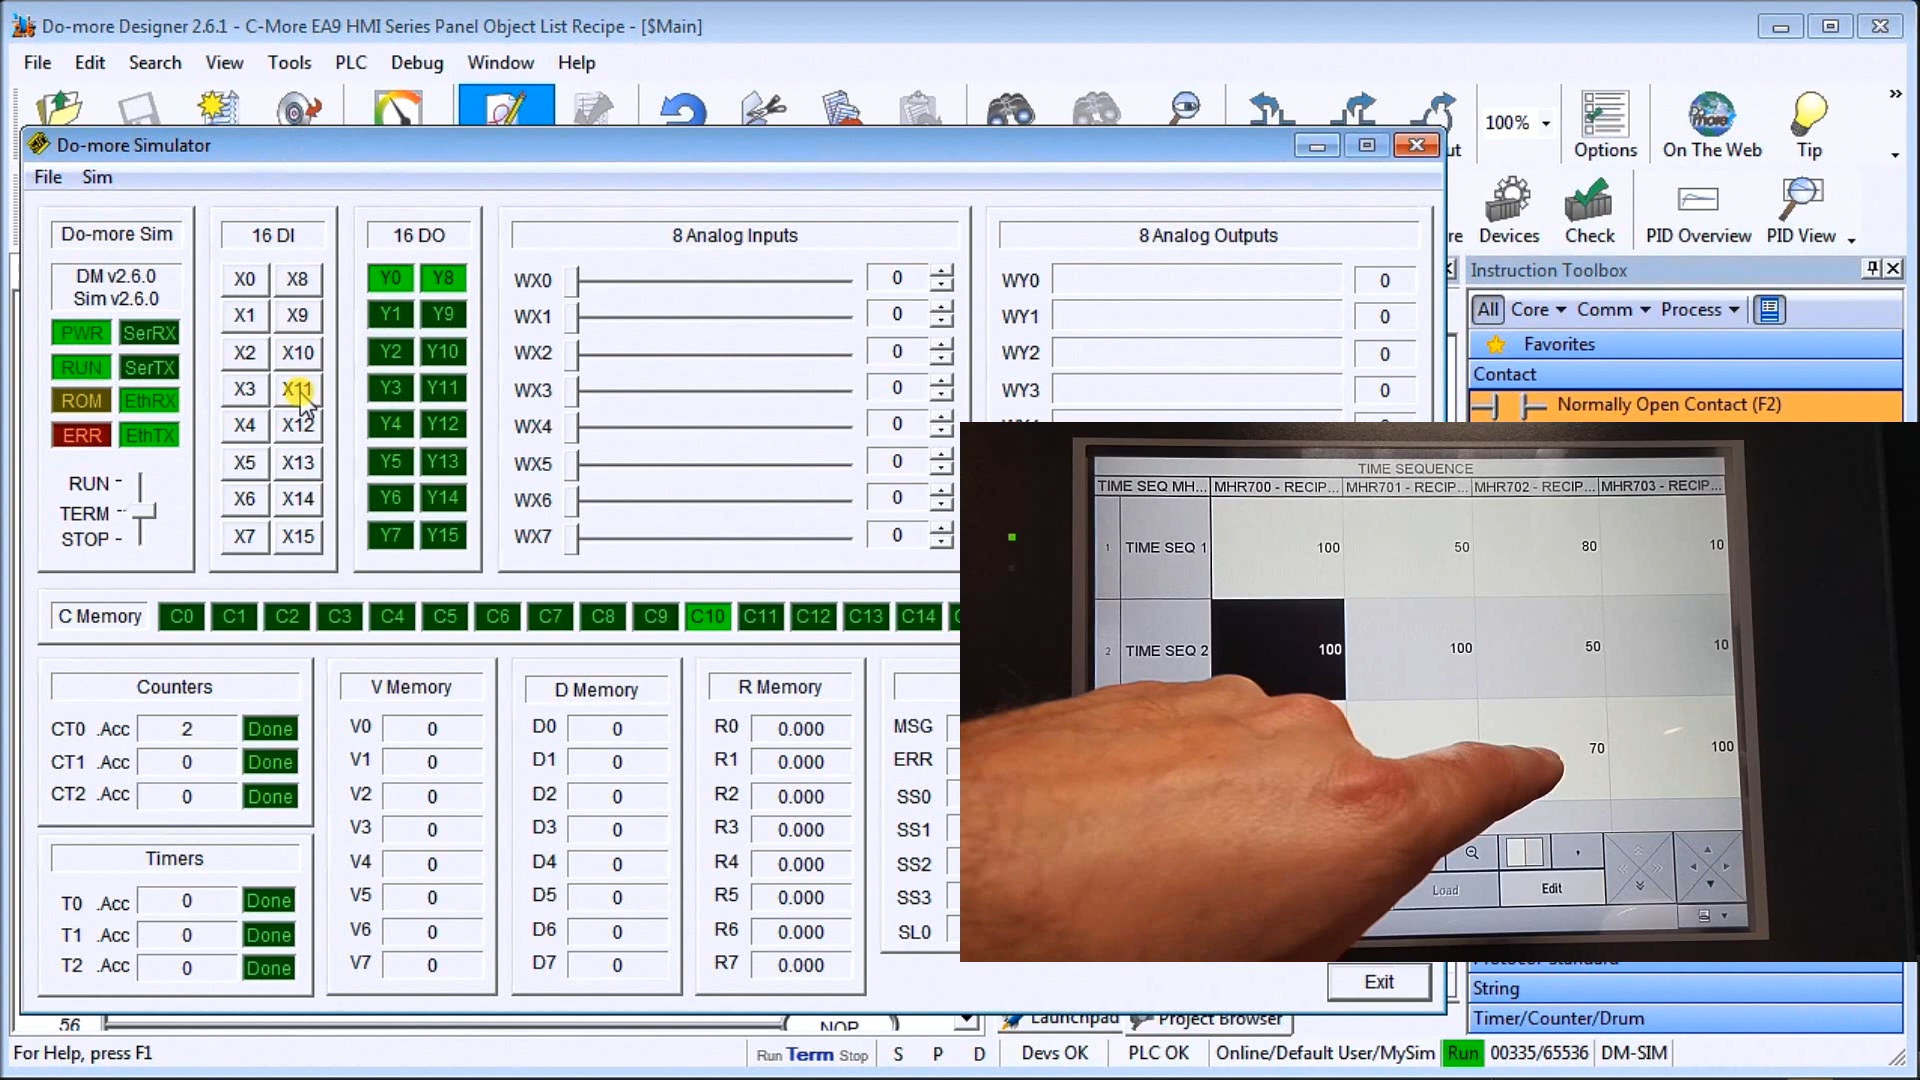 Do-more Designer 2.6.1 - C-More EA9 HMI Series Panel Object List Recipe - [$Main]
File Edit Search View Tools PLC Debug Window Help
100%
Options On The Web Tip
Devices Check PID Overview PID View
Do-more Simulator
File Sim
Do-more Sim
DM v2.6.0
Sim v2.6.0
PWR SerRX
RUN SerTX
ROM EthRX
ERR EthTX
RUN
TERM
STOP
16 DI
X0 X8
X1 X9
X2 X10
X3 X11
X4 X12
X5 X13
X6 X14
X7 X15
16 DO
Y0 Y8
Y1 Y9
Y2 Y10
Y3 Y11
Y4 Y12
Y5 Y13
Y6 Y14
Y7 Y15
8 Analog Inputs
WX0 0
WX1 0
WX2 0
WX3 0
WX4 0
WX5 0
WX6 0
WX7 0
8 Analog Outputs
WY0 0
WY1 0
WY2 0
WY3 0
C Memory C0 C1 C2 C3 C4 C5 C6 C7 C8 C9 C10 C11 C12 C13 C14
Counters
CT0 .Acc 2 Done
CT1 .Acc 0 Done
CT2 .Acc 0 Done
Timers
T0 .Acc 0 Done
T1 .Acc 0 Done
T2 .Acc 0 Done
V Memory
V0 0
V1 0
V2 0
V3 0
V4 0
V5 0
V6 0
V7 0
D Memory
D0 0
D1 0
D2 0
D3 0
D4 0
D5 0
D6 0
D7 0
R Memory
R0 0.000
R1 0.000
R2 0.000
R3 0.000
R4 0.000
R5 0.000
R6 0.000
R7 0.000
MSG
ERR
SS0
SS1
SS2
SS3
SL0
Exit
Instruction Toolbox
All Core Comm Process
Favorites
Contact
Normally Open Contact (F2)
String
Timer/Counter/Drum
TIME SEQUENCE
TIME SEQ MH... MHR700 - RECIP... MHR701 - RECIP... MHR702 - RECIP... MHR703 - RECIP...
1 TIME SEQ 1 100 50 80 10
2 TIME SEQ 2 100 100 50 10
70 100
Load Edit
56 NOP
Launchpad Project Browser
For Help, press F1
Run Term Stop S P D Devs OK PLC OK Online/Default User/MySim Run 00335/65536 DM-SIM